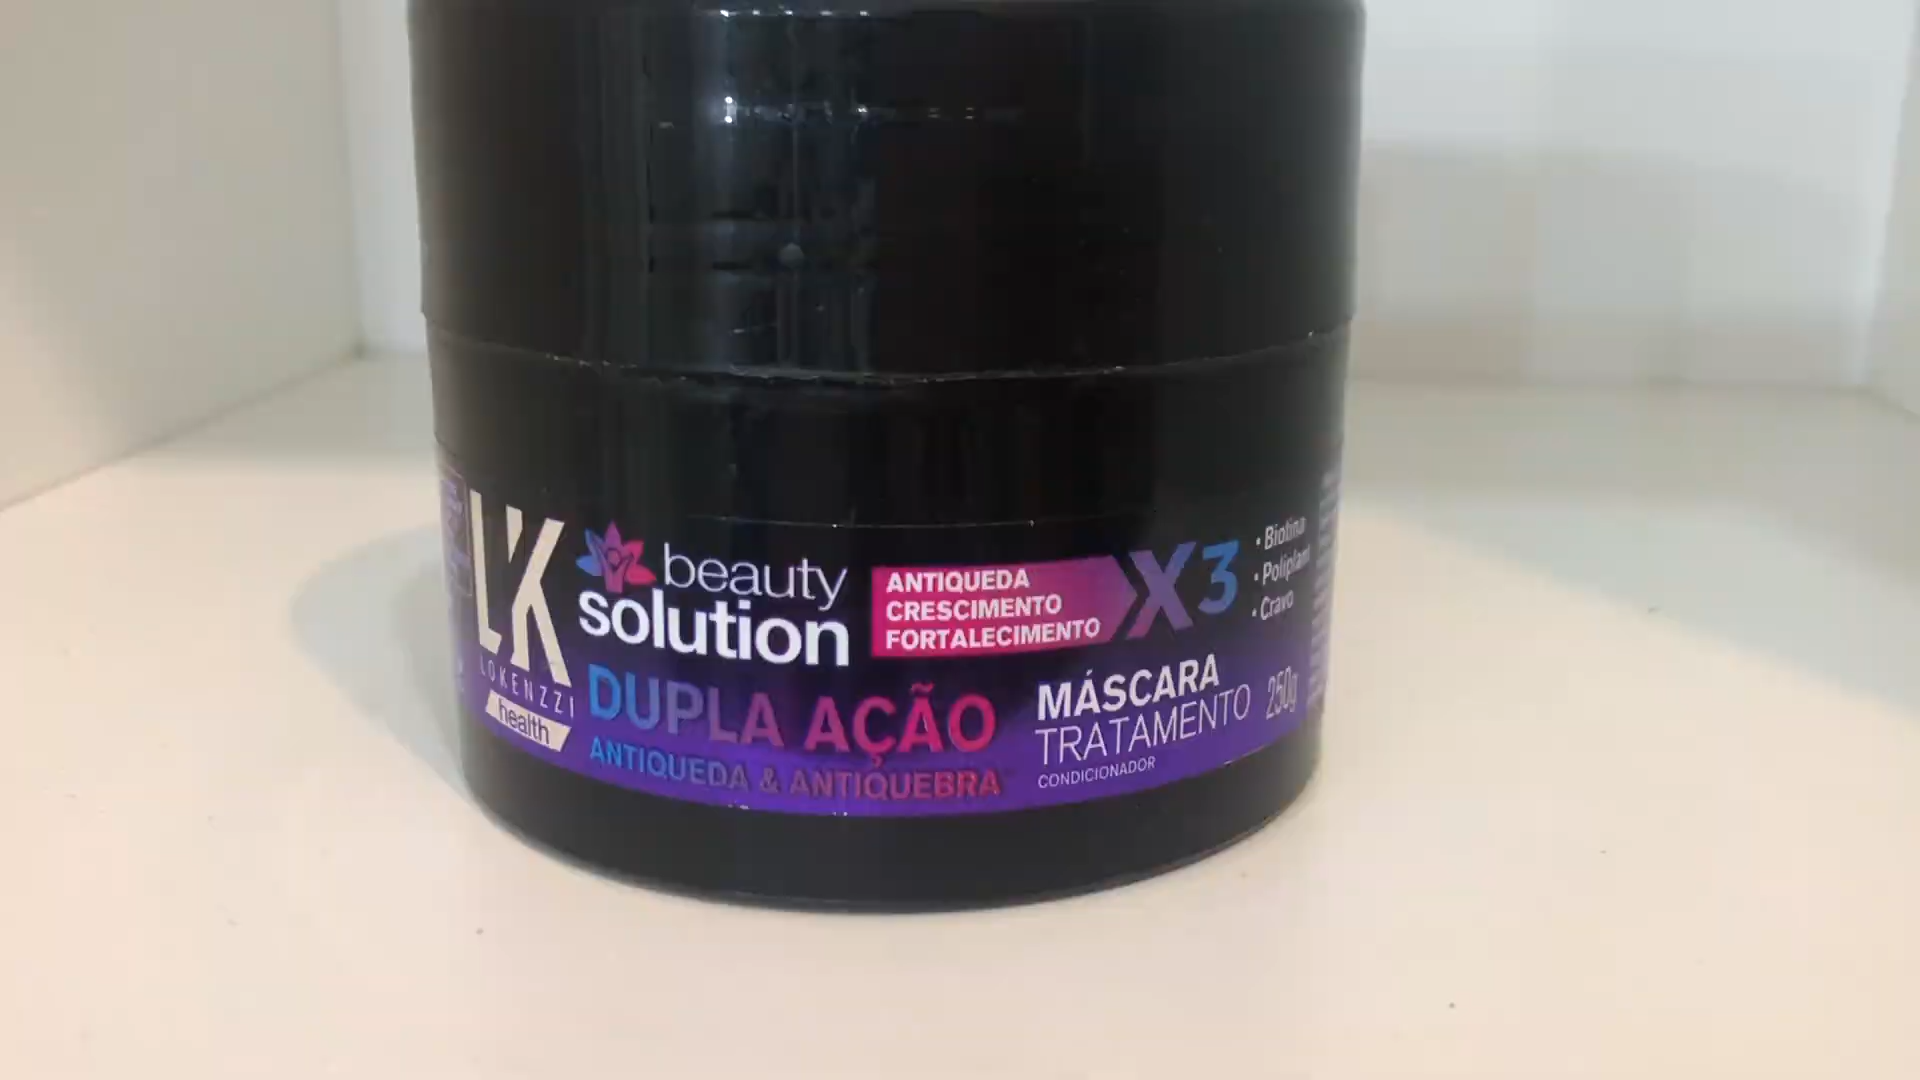 LK
LOKENZZI
health
beauty
solution
DUPLA AÇÃO
ANTIQUEDA & ANTIQUEBRA
ANTIQUEDA
CRESCIMENTO
FORTALECIMENTO
X3
• Biotina
• Poliplant
• Cravo
MÁSCARA
TRATAMENTO
CONDICIONADOR
250g